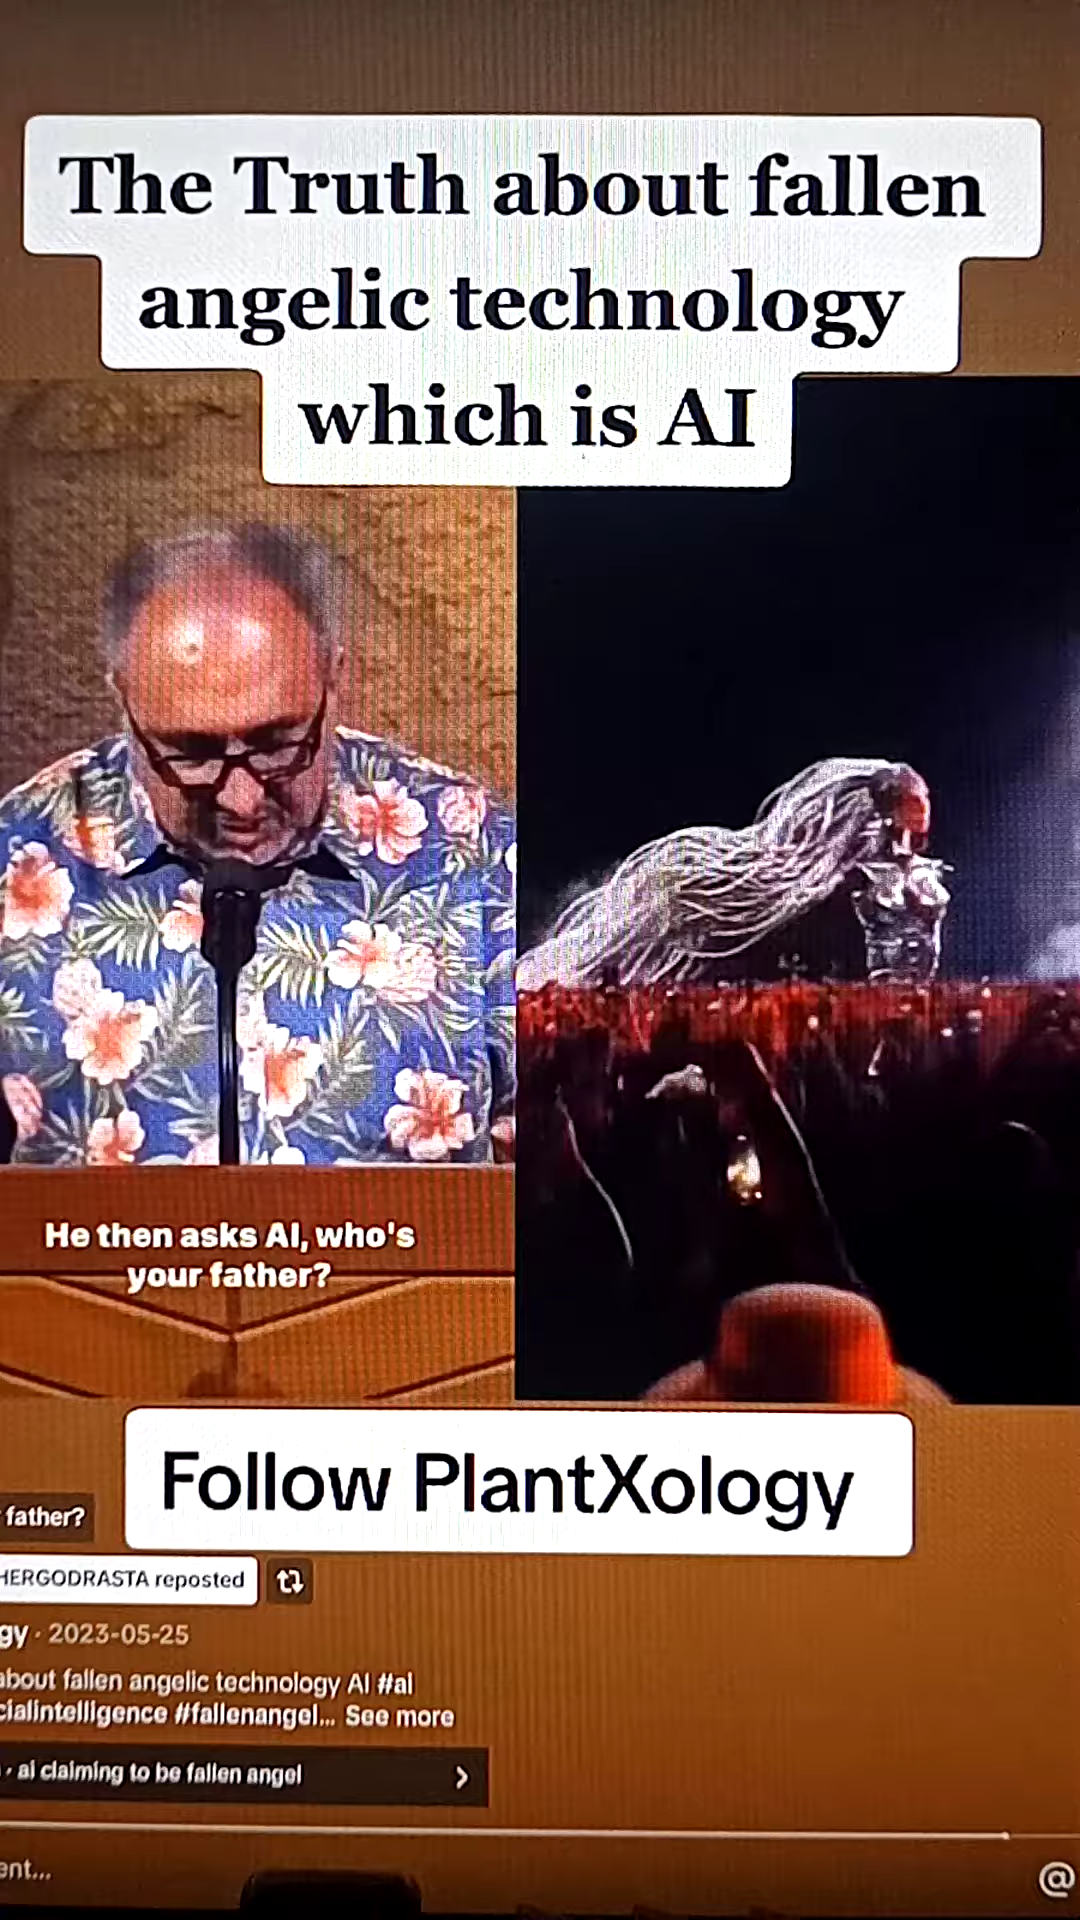 The Truth about fallen
angelic technology
which is AI
He then asks AI, who's
your father?
Follow PlantXology
father?
HERGODRASTA reposted
gy · 2023-05-25
about fallen angelic technology AI #ai
cialintelligence #fallenangel... See more
· ai claiming to be fallen angel
ent...
@